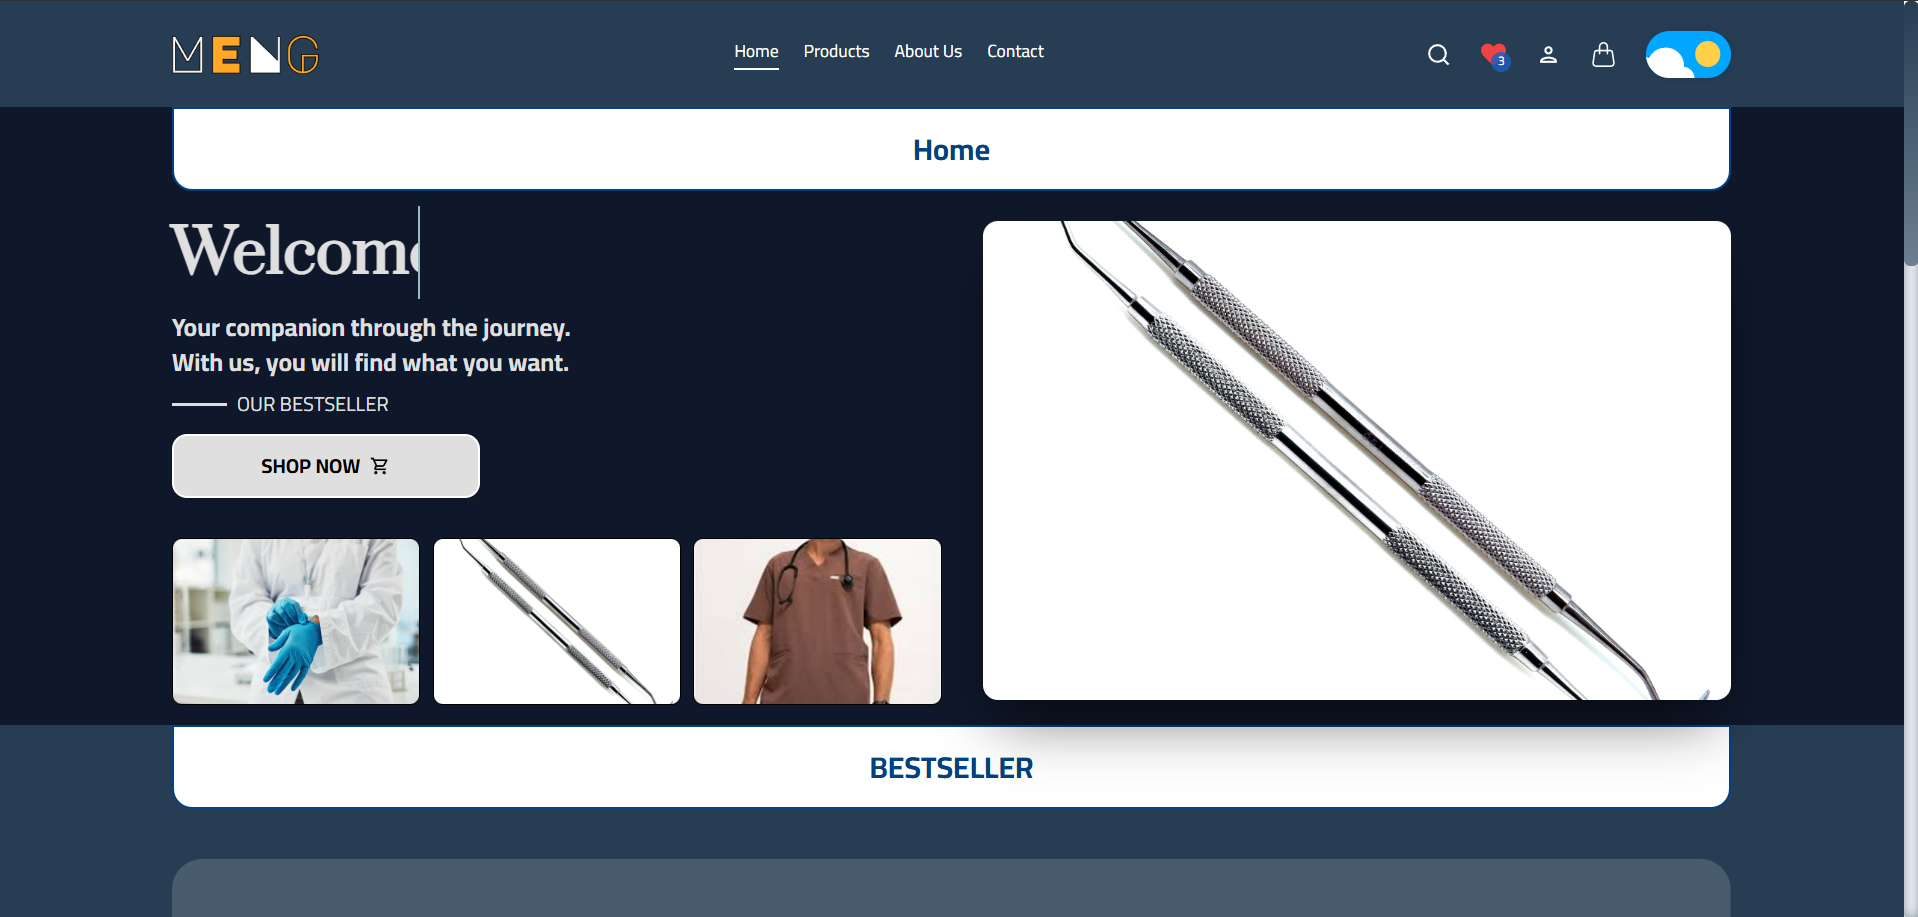 MENG
Home Products About Us Contact
3
Home
Welcome
Your companion through the journey.
With us, you will find what you want.
OUR BESTSELLER
SHOP NOW
BESTSELLER